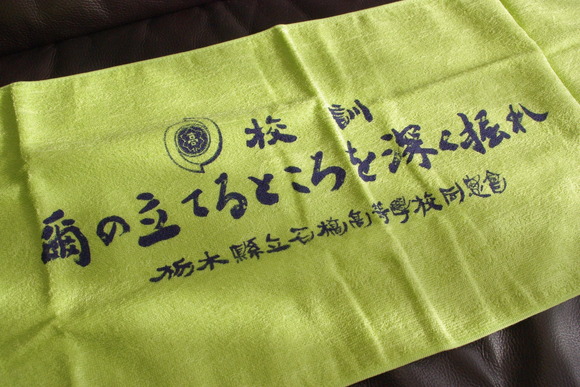 校訓
爾の立てるところを深く掘れ
栃木縣立石橋高等學校同窓會